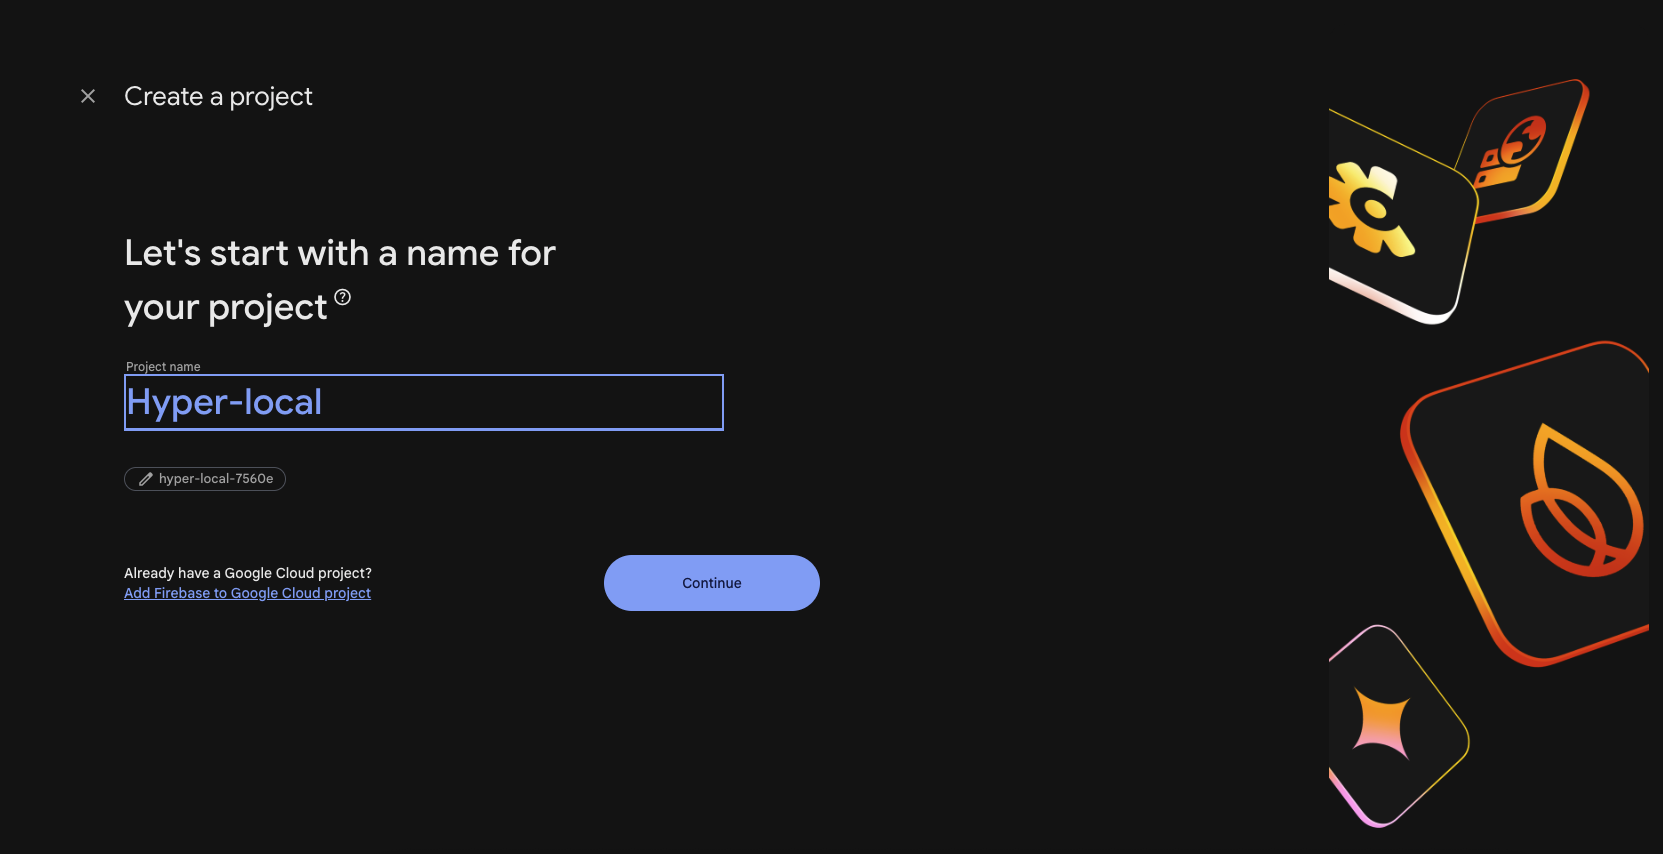 Create a project
Let's start with a name for
your project
Project name
Hyper-local
hyper-local-7560e
Already have a Google Cloud project?
Add Firebase to Google Cloud project
Continue